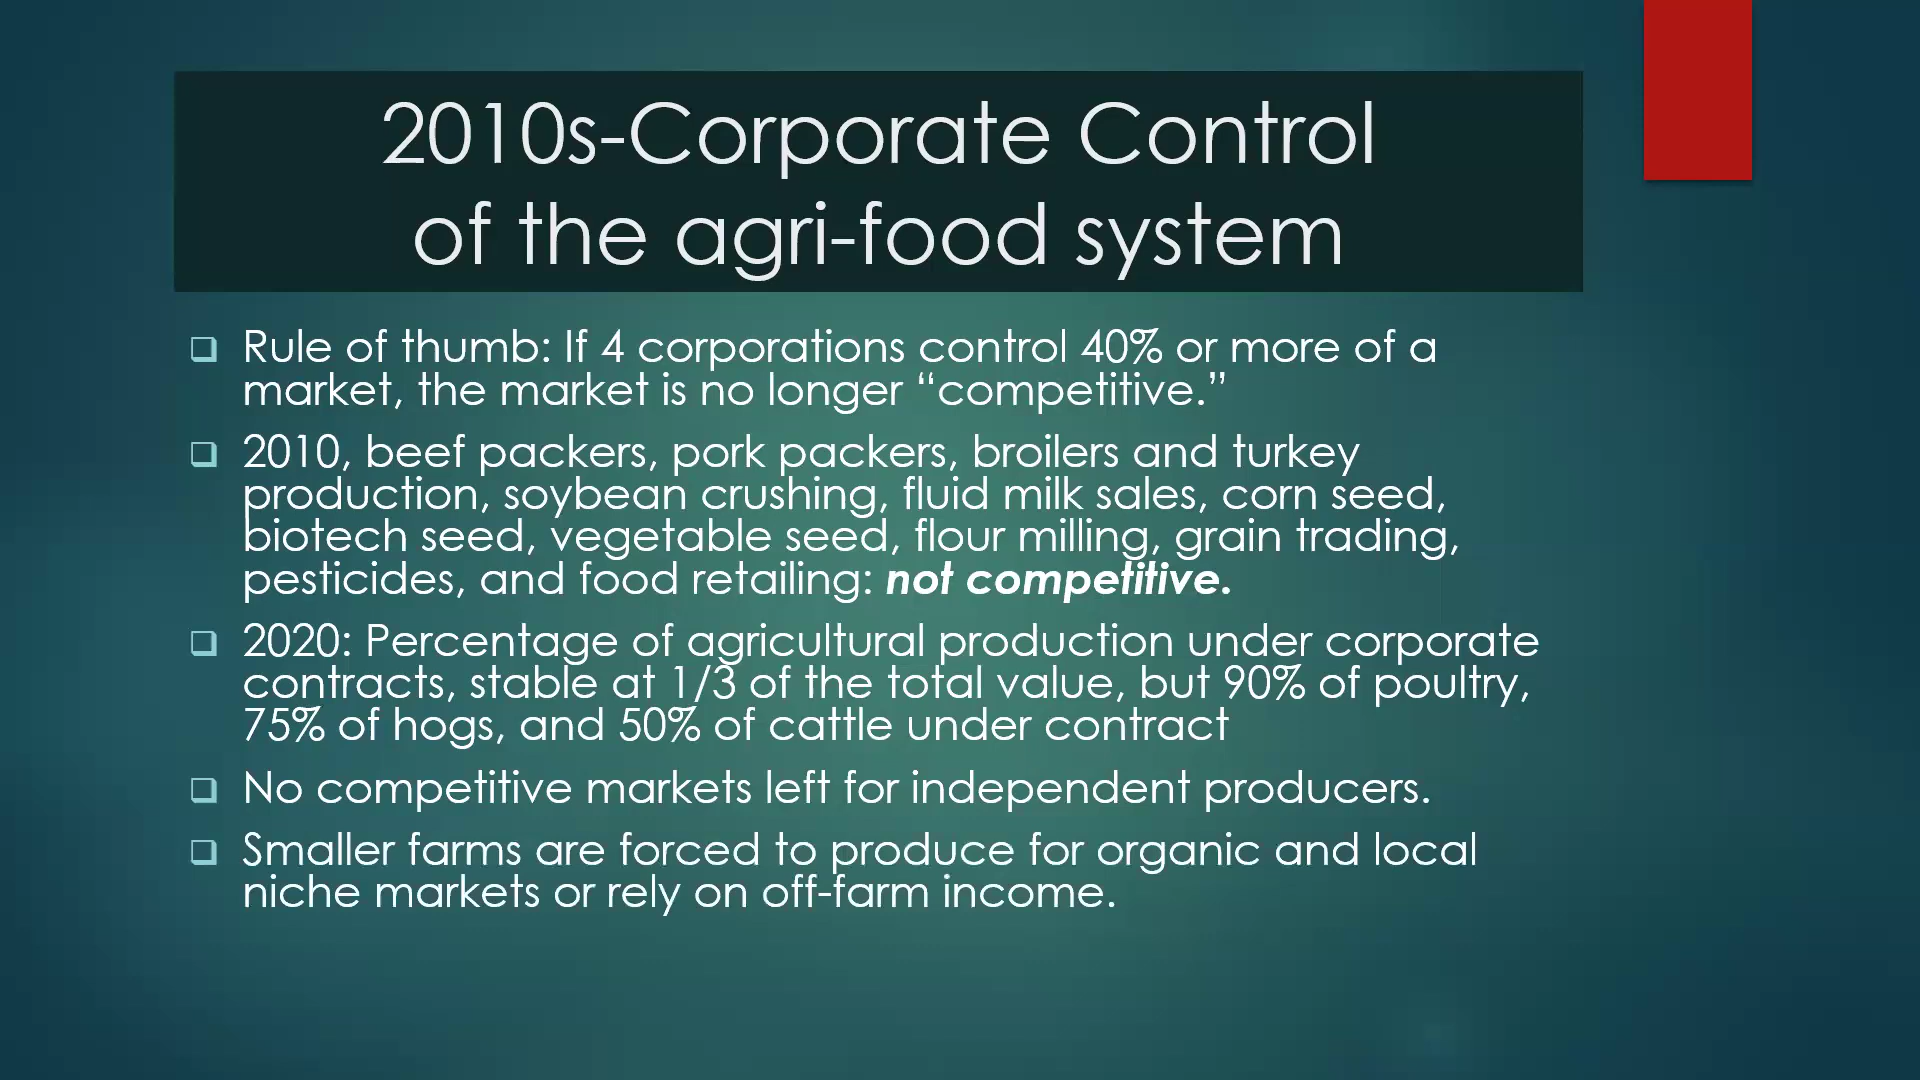 2010s-Corporate Control
of the agri-food system
Rule of thumb: If 4 corporations control 40% or more of a
market, the market is no longer “competitive.”
2010, beef packers, pork packers, broilers and turkey
production, soybean crushing, fluid milk sales, corn seed,
biotech seed, vegetable seed, flour milling, grain trading,
pesticides, and food retailing: not competitive.
2020: Percentage of agricultural production under corporate
contracts, stable at 1/3 of the total value, but 90% of poultry,
75% of hogs, and 50% of cattle under contract
No competitive markets left for independent producers.
Smaller farms are forced to produce for organic and local
niche markets or rely on off-farm income.